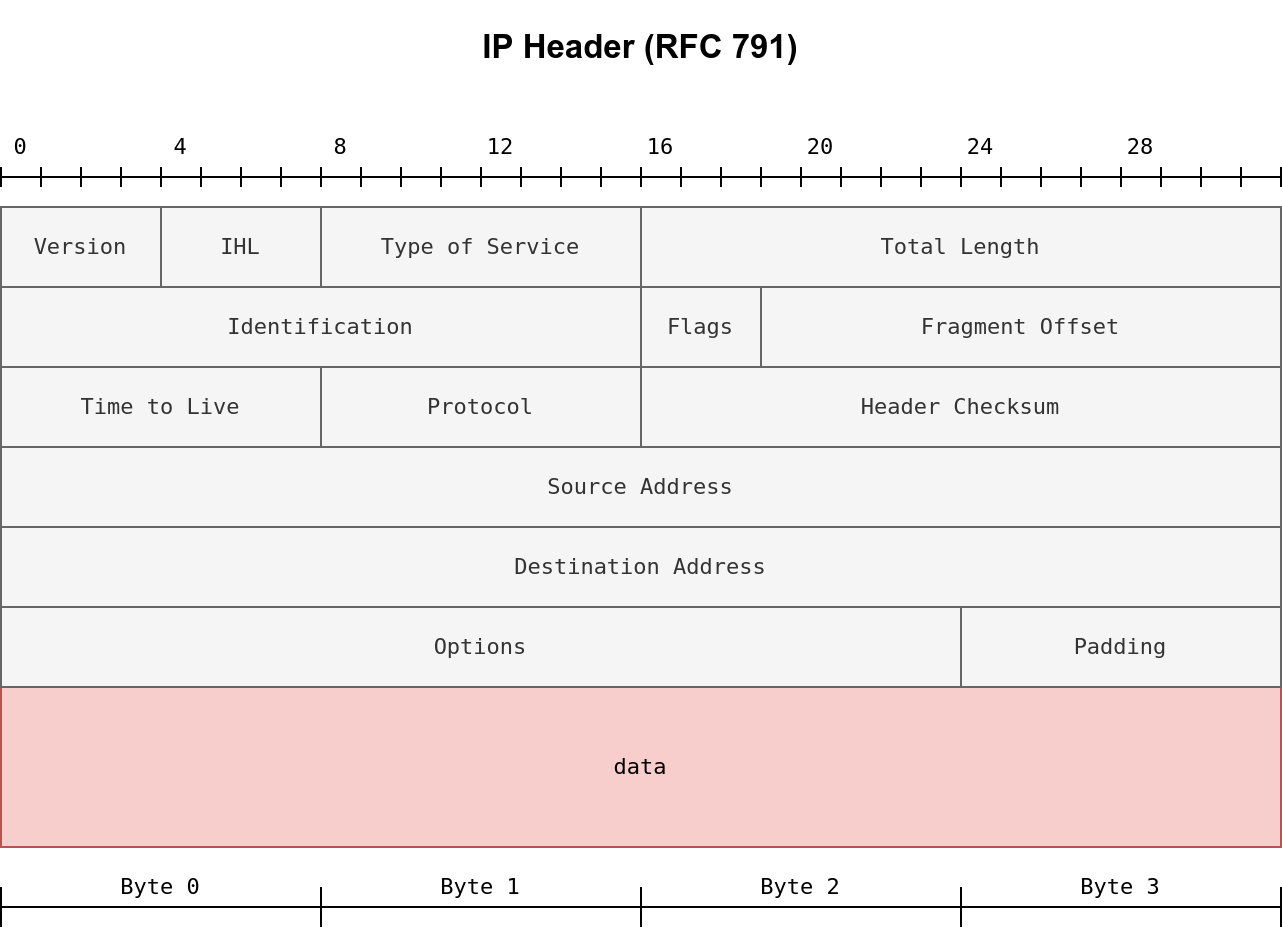 IP Header (RFC 791)
0 4 8 12 16 20 24 28
Version IHL Type of Service Total Length
Identification Flags Fragment Offset
Time to Live Protocol Header Checksum
Source Address
Destination Address
Options Padding
data
Byte 0 Byte 1 Byte 2 Byte 3